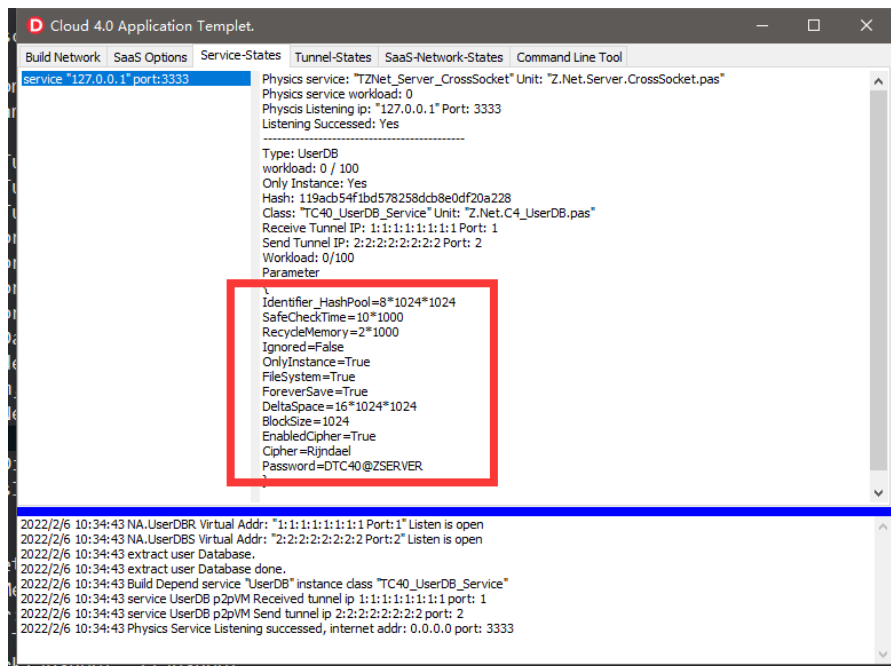 Cloud 4.0 Application Templet.
Build Network SaaS Options Service-States Tunnel-States SaaS-Network-States Command Line Tool
service "127.0.0.1" port:3333
Physics service: "TZNet_Server_CrossSocket" Unit: "Z.Net.Server.CrossSocket.pas"
Physics service workload: 0
Physcis Listening ip: "127.0.0.1" Port: 3333
Listening Successed: Yes
------------------------------------------------
Type: UserDB
workload: 0 / 100
Only Instance: Yes
Hash: 119acb54f1bd578258dcb8e0df20a228
Class: "TC40_UserDB_Service" Unit: "Z.Net.C4_UserDB.pas"
Receive Tunnel IP: 1:1:1:1:1:1:1:1 Port: 1
Send Tunnel IP: 2:2:2:2:2:2:2:2 Port: 2
Workload: 0/100
Parameter
{
Identifier_HashPool=8*1024*1024
SafeCheckTime=10*1000
RecycleMemory=2*1000
Ignored=False
OnlyInstance=True
FileSystem=True
ForeverSave=True
DeltaSpace=16*1024*1024
BlockSize=1024
EnabledCipher=True
Cipher=Rijndael
Password=DTC40@ZSERVER
}
2022/2/6 10:34:43 NA.UserDBR Virtual Addr: "1:1:1:1:1:1:1:1 Port:1" Listen is open
2022/2/6 10:34:43 NA.UserDBS Virtual Addr: "2:2:2:2:2:2:2:2 Port:2" Listen is open
2022/2/6 10:34:43 extract user Database.
2022/2/6 10:34:43 extract user Database done.
2022/2/6 10:34:43 Build Depend service "UserDB" instance class "TC40_UserDB_Service"
2022/2/6 10:34:43 service UserDB p2pVM Received tunnel ip 1:1:1:1:1:1:1:1 port: 1
2022/2/6 10:34:43 service UserDB p2pVM Send tunnel ip 2:2:2:2:2:2:2:2 port: 2
2022/2/6 10:34:43 Physics Service Listening successed, internet addr: 0.0.0.0 port: 3333